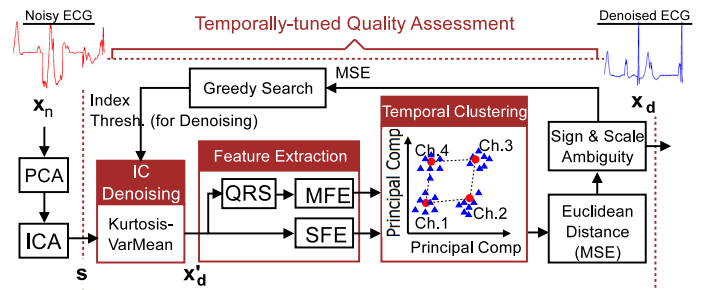 Noisy ECG
Temporally-tuned Quality Assessment
Denoised ECG
xₙ
Index
Thresh. (for Denoising)
Greedy Search
MSE
x_d
PCA
ICA
s
IC
Denoising
Kurtosis-
VarMean
x'_d
Feature Extraction
QRS
MFE
SFE
Temporal Clustering
Principal Comp
Ch.4
Ch.3
Ch.1
Ch.2
Principal Comp
Sign & Scale
Ambiguity
Euclidean
Distance
(MSE)